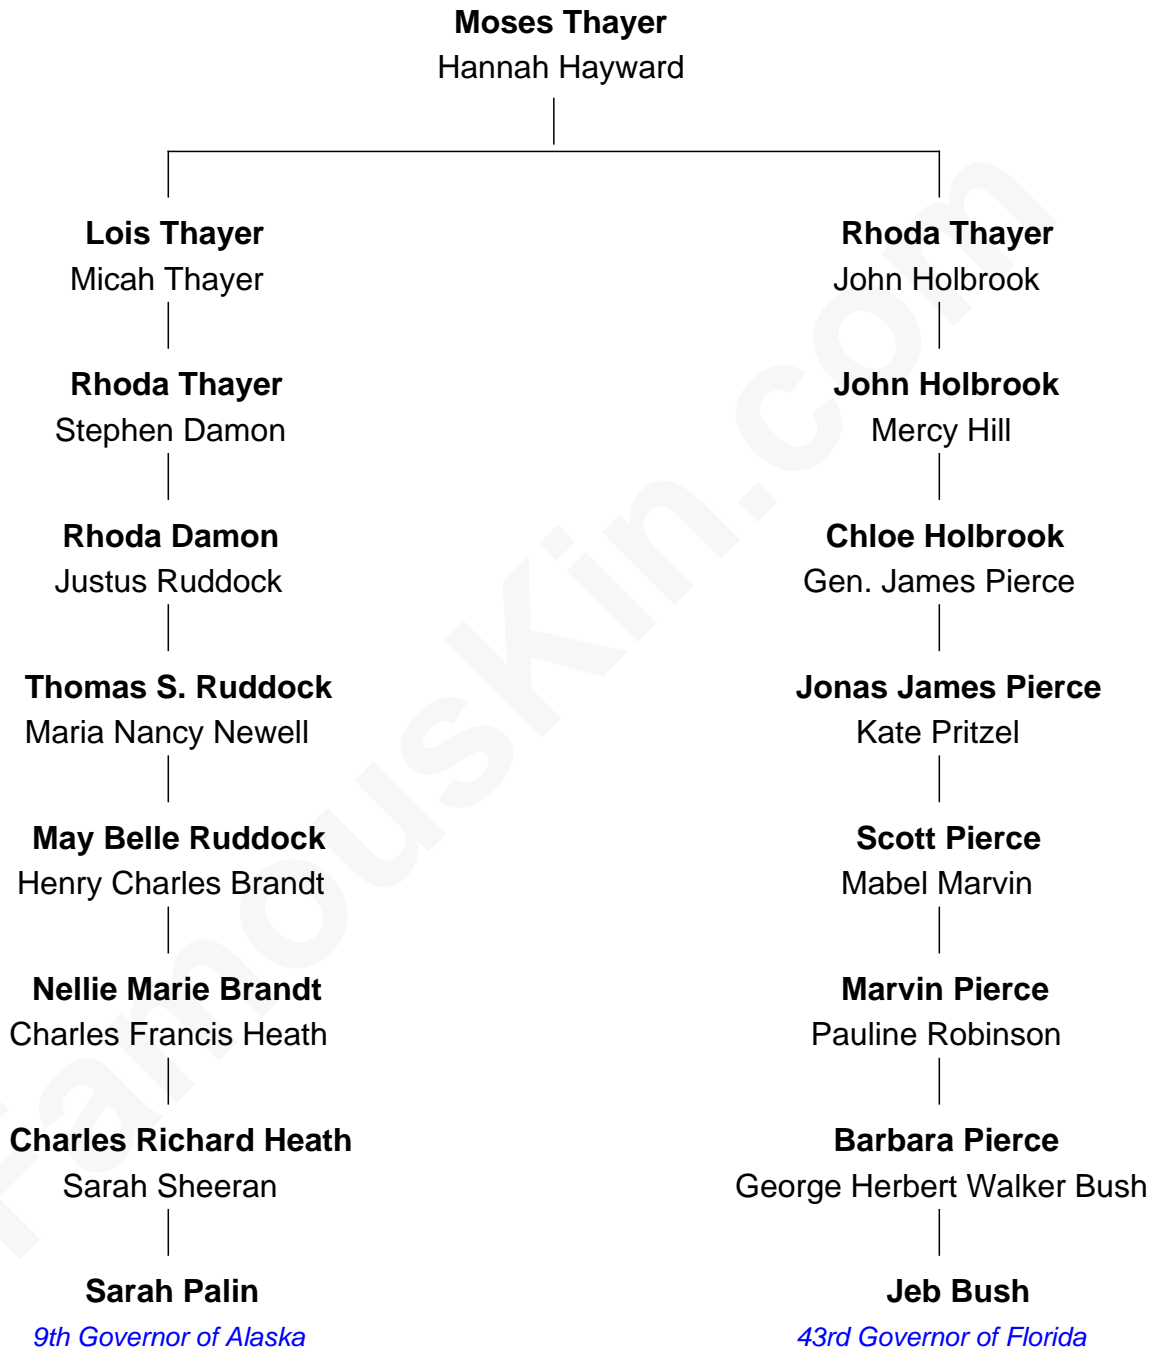 Moses Thayer
Hannah Hayward
Lois Thayer
Micah Thayer
Rhoda Thayer
John Holbrook
Rhoda Thayer
Stephen Damon
John Holbrook
Mercy Hill
Rhoda Damon
Justus Ruddock
Chloe Holbrook
Gen. James Pierce
Thomas S. Ruddock
Maria Nancy Newell
Jonas James Pierce
Kate Pritzel
May Belle Ruddock
Henry Charles Brandt
Scott Pierce
Mabel Marvin
Nellie Marie Brandt
Charles Francis Heath
Marvin Pierce
Pauline Robinson
Charles Richard Heath
Sarah Sheeran
Barbara Pierce
George Herbert Walker Bush
Sarah Palin
9th Governor of Alaska
Jeb Bush
43rd Governor of Florida
FamousKin.com